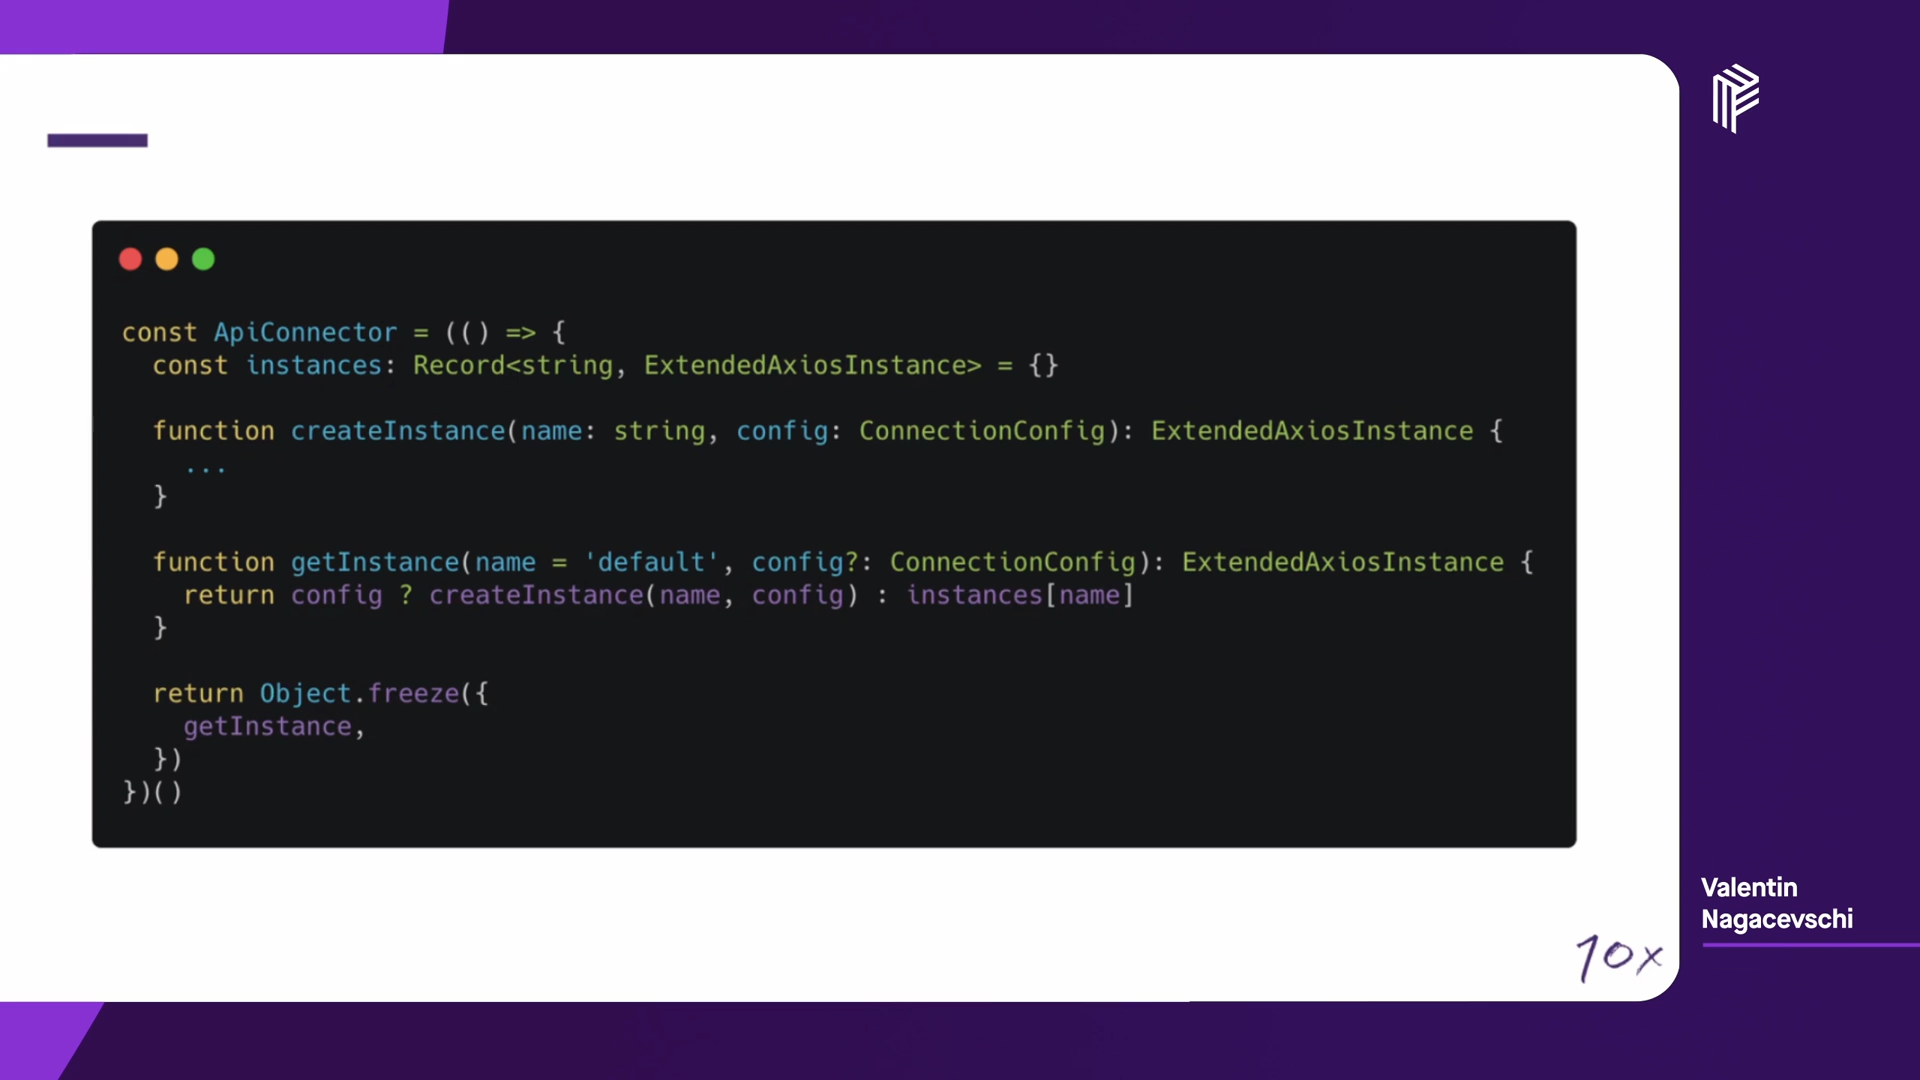 const ApiConnector = (() => {
  const instances: Record<string, ExtendedAxiosInstance> = {}
  function createInstance(name: string, config: ConnectionConfig): ExtendedAxiosInstance {
    ...
  }
  function getInstance(name = 'default', config?: ConnectionConfig): ExtendedAxiosInstance {
    return config ? createInstance(name, config) : instances[name]
  }
  return Object.freeze({
    getInstance,
  })
})()
Valentin
Nagacevschi
10x